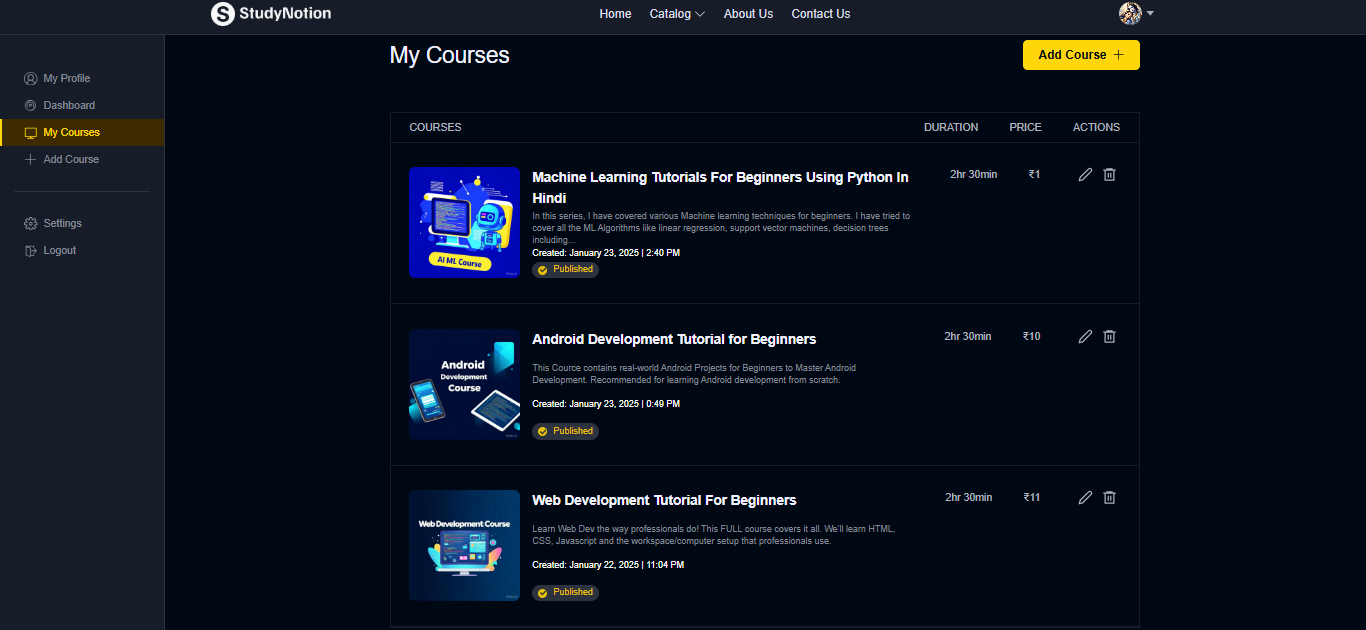 StudyNotion
Home Catalog About Us Contact Us
My Profile
Dashboard
My Courses
Add Course
Settings
Logout
My Courses
Add Course
COURSES DURATION PRICE ACTIONS
AI ML Course
Machine Learning Tutorials For Beginners Using Python In
Hindi
In this series, I have covered various Machine learning techniques for beginners. I have tried to
cover all the ML Algorithms like linear regression, support vector machines, decision trees
including...
Created: January 23, 2025 | 2:40 PM
Published
2hr 30min ₹1
Android
Development
Course
Android Development Tutorial for Beginners
This Cource contains real-world Android Projects for Beginners to Master Android
Development. Recommended for learning Android development from scratch.
Created: January 23, 2025 | 0:49 PM
Published
2hr 30min ₹10
Web Development Course
Web Development Tutorial For Beginners
Learn Web Dev the way professionals do! This FULL course covers it all. We'll learn HTML,
CSS, Javascript and the workspace/computer setup that professionals use.
Created: January 22, 2025 | 11:04 PM
Published
2hr 30min ₹11